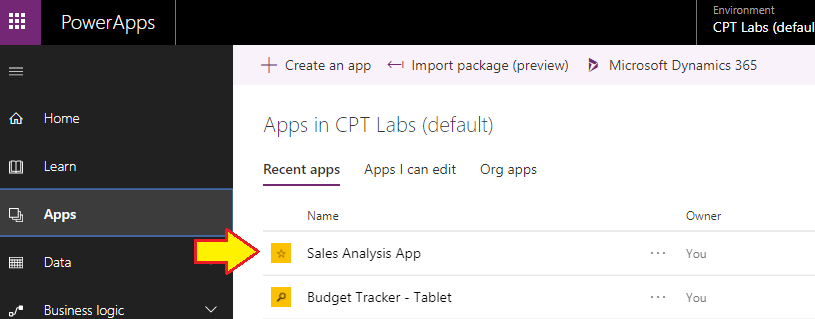 PowerApps
Environment
CPT Labs (defaul
Create an app
Import package (preview)
Microsoft Dynamics 365
Home
Learn
Apps
Data
Business logic
Apps in CPT Labs (default)
Recent apps
Apps I can edit
Org apps
Name
Owner
Sales Analysis App
You
Budget Tracker - Tablet
You